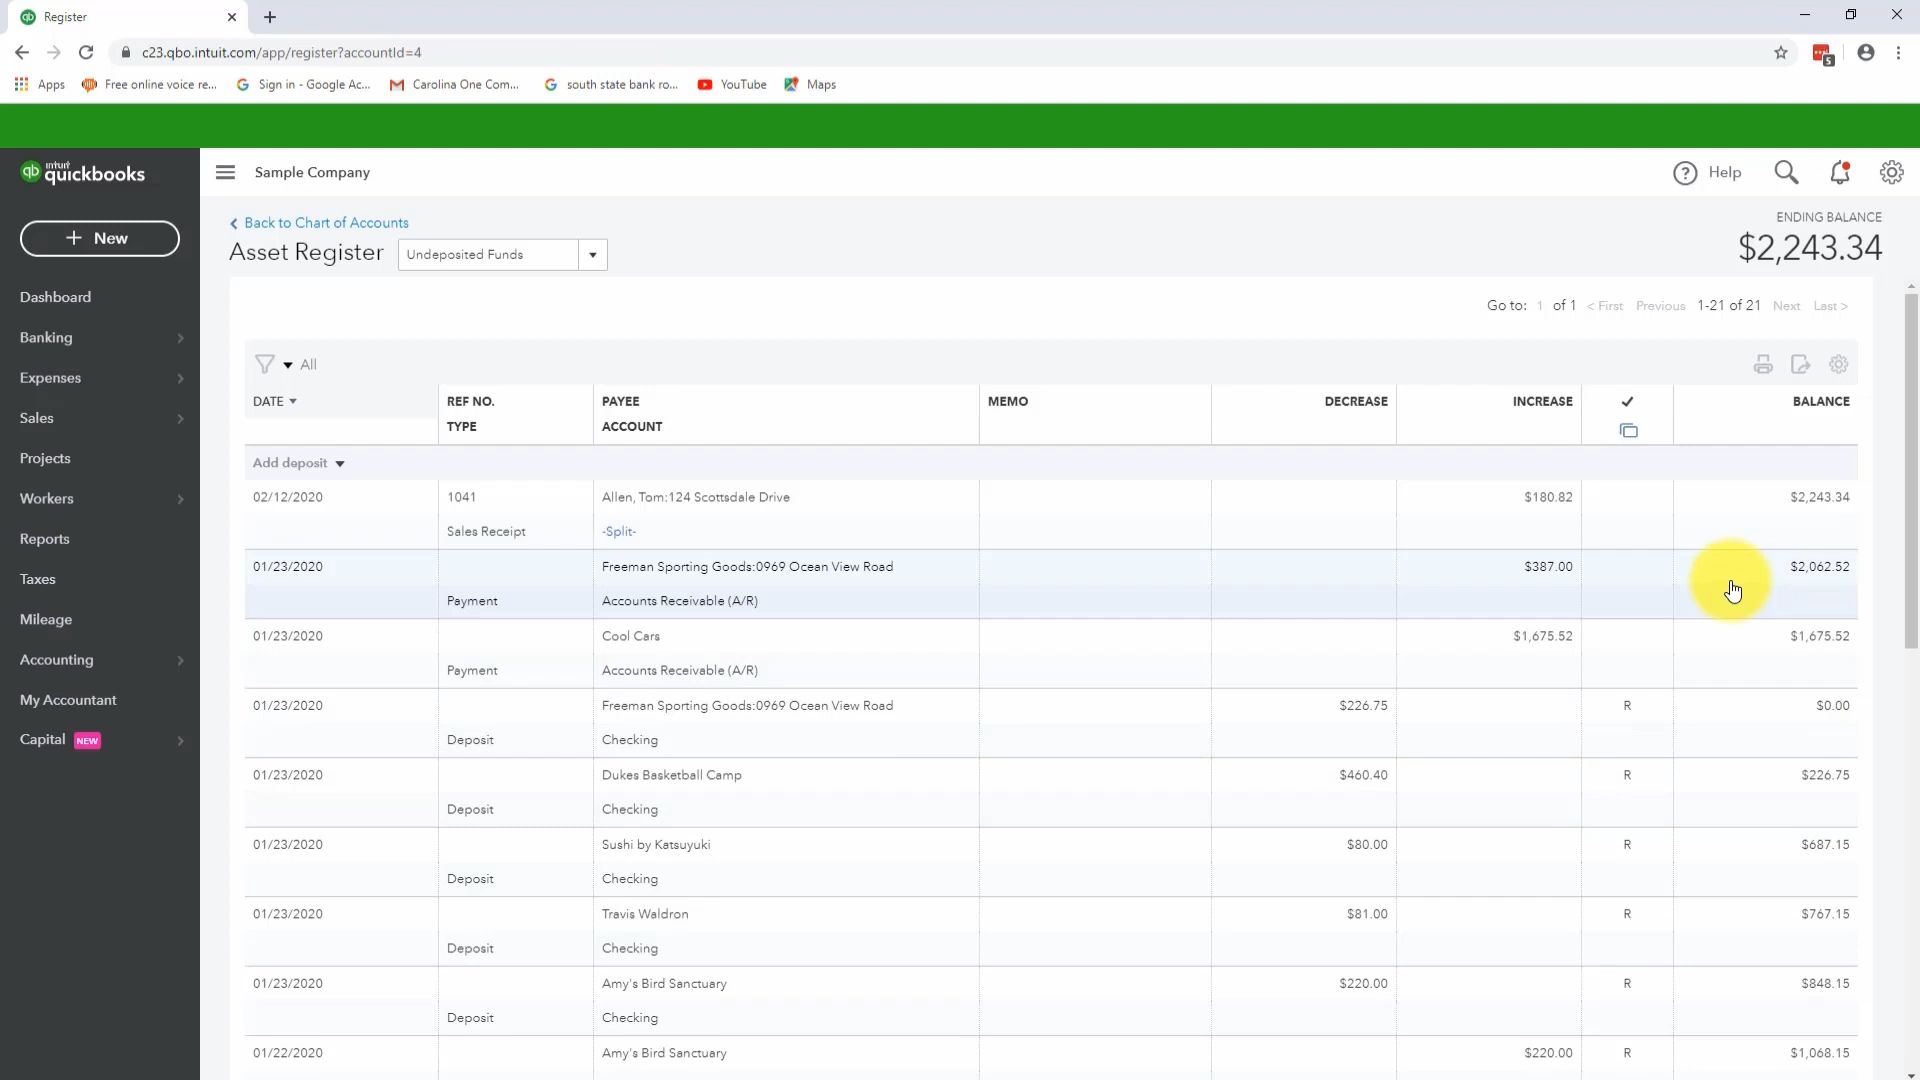 Register
c23.qbo.intuit.com/app/register?accountId=4
5
Apps Free online voice re... Sign in - Google Ac... Carolina One Com... south state bank ro... YouTube Maps
qb intuit quickbooks
Sample Company
? Help
+ New
Dashboard
Banking
Expenses
Sales
Projects
Workers
Reports
Taxes
Mileage
Accounting
My Accountant
Capital NEW
< Back to Chart of Accounts
Asset Register Undeposited Funds
ENDING BALANCE
$2,243.34
Go to: 1 of 1 < First Previous 1-21 of 21 Next Last >
All
DATE REF NO. PAYEE MEMO DECREASE INCREASE ✓ BALANCE
TYPE ACCOUNT
Add deposit
02/12/2020 1041 Allen, Tom:124 Scottsdale Drive $180.82 $2,243.34
Sales Receipt -Split-
01/23/2020 Freeman Sporting Goods:0969 Ocean View Road $387.00 $2,062.52
Payment Accounts Receivable (A/R)
01/23/2020 Cool Cars $1,675.52 $1,675.52
Payment Accounts Receivable (A/R)
01/23/2020 Freeman Sporting Goods:0969 Ocean View Road $226.75 R $0.00
Deposit Checking
01/23/2020 Dukes Basketball Camp $460.40 R $226.75
Deposit Checking
01/23/2020 Sushi by Katsuyuki $80.00 R $687.15
Deposit Checking
01/23/2020 Travis Waldron $81.00 R $767.15
Deposit Checking
01/23/2020 Amy's Bird Sanctuary $220.00 R $848.15
Deposit Checking
01/22/2020 Amy's Bird Sanctuary $220.00 R $1,068.15